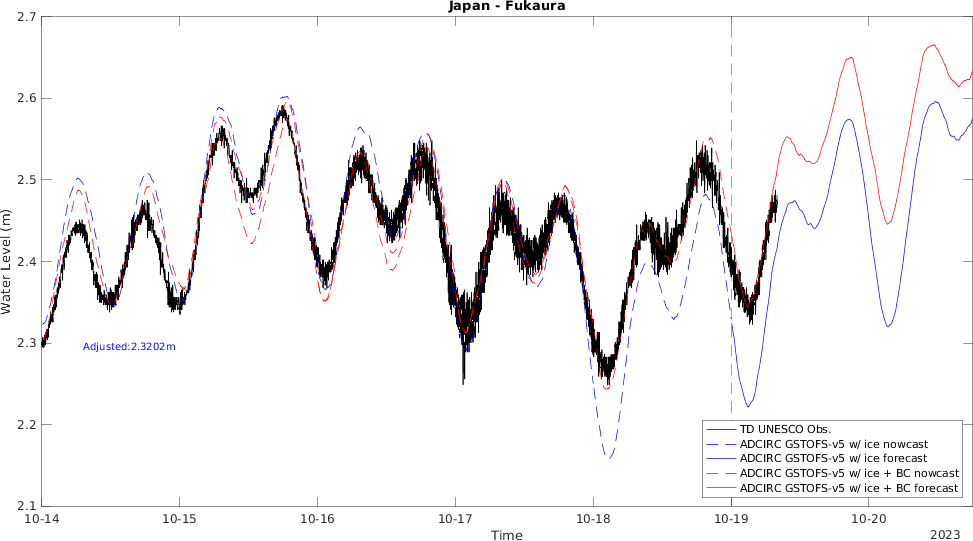 Japan - Fukaura
2.7
2.6
2.5
2.4
2.3
2.2
2.1
Water Level (m)
Adjusted:2.3202m
TD UNESCO Obs.
ADCIRC GSTOFS-v5 w/ ice nowcast
ADCIRC GSTOFS-v5 w/ ice forecast
ADCIRC GSTOFS-v5 w/ ice + BC nowcast
ADCIRC GSTOFS-v5 w/ ice + BC forecast
10-14 10-15 10-16 10-17 10-18 10-19 10-20
Time
2023